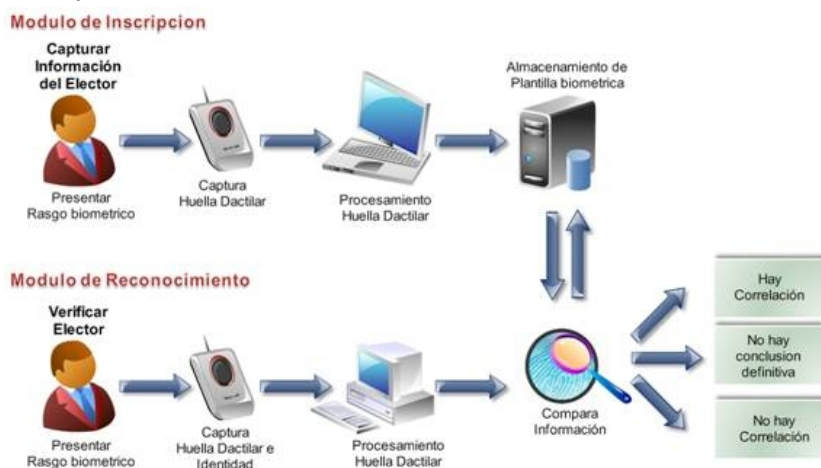 Modulo de Inscripcion
Capturar
Información
del Elector
Presentar
Rasgo biometrico
Captura
Huella Dactilar
Procesamiento
Huella Dactilar
Almacenamiento de
Plantilla biometrica
Modulo de Reconocimiento
Verificar
Elector
Presentar
Rasgo biometrico
Captura
Huella Dactilar e
Identidad
Procesamiento
Huella Dactilar
Compara
Información
Hay
Correlación
No hay
conclusion
definitiva
No hay
Correlación